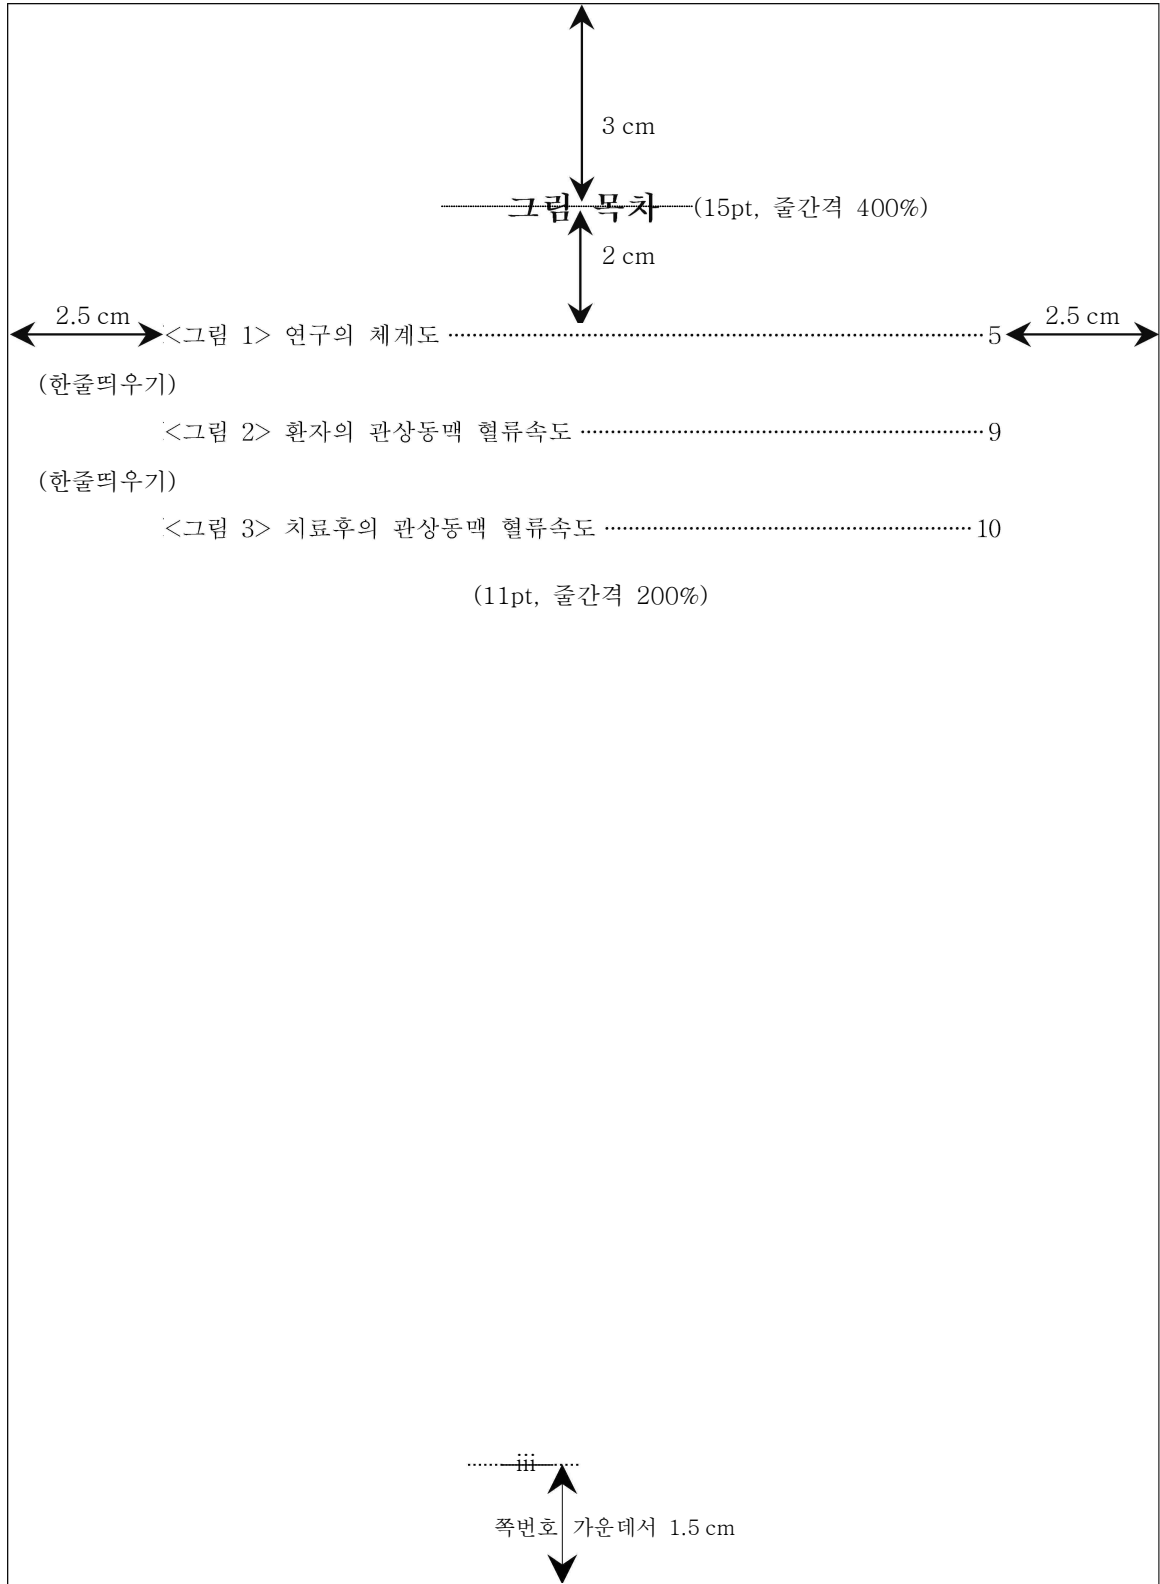 3 cm
그림 목차 (15pt, 줄간격 400%)
2 cm
2.5 cm <그림 1> 연구의 체계도 ················································································ 5 2.5 cm
(한줄띄우기)
<그림 2> 환자의 관상동맥 혈류속도 ···························································· 9
(한줄띄우기)
<그림 3> 치료후의 관상동맥 혈류속도 ······················································· 10
(11pt, 줄간격 200%)
iii
쪽번호 가운데서 1.5 cm